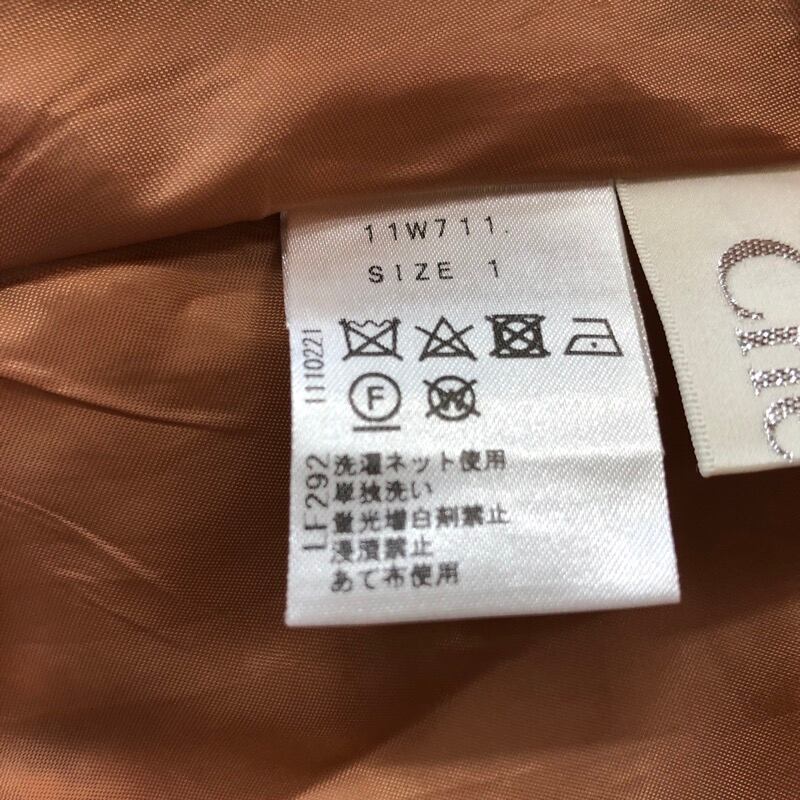 11W711.
SIZE 1
1110221
F
W
LF292
洗濯ネット使用
単独洗い
蛍光増白剤禁止
浸漬禁止
あて布使用